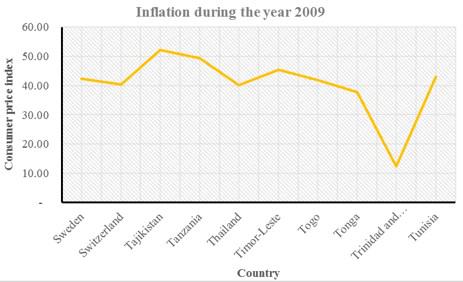 Inflation during the year 2009
Consumer price index
60.00
50.00
40.00
30.00
20.00
10.00
-
Sweden
Switzerland
Tajikistan
Tanzania
Thailand
Timor-Leste
Togo
Tonga
Trinidad and...
Tunisia
Country